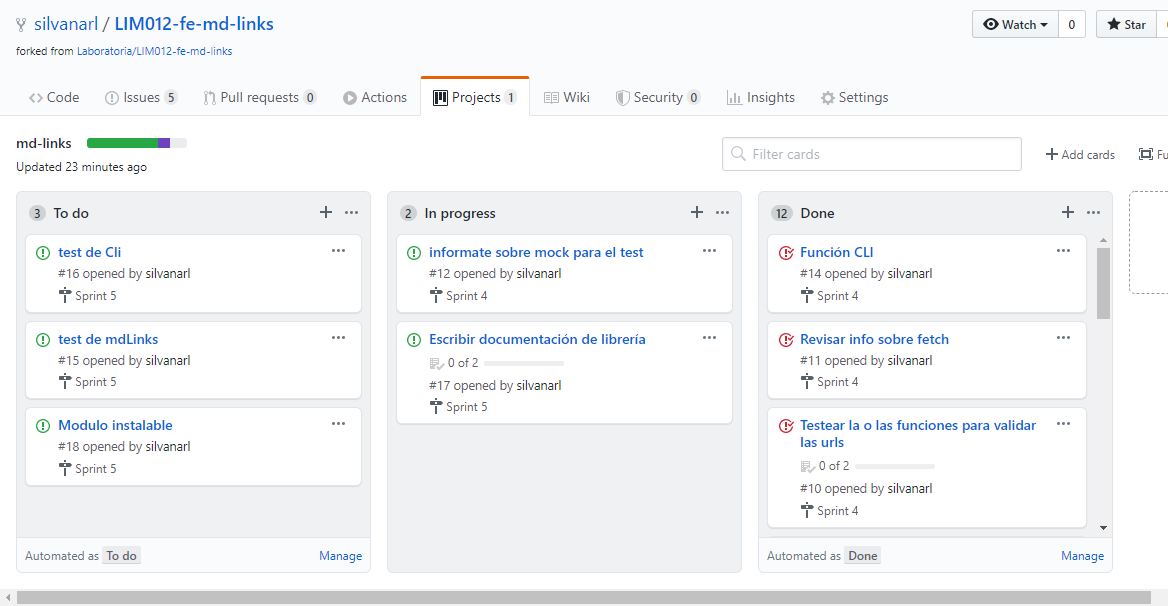 silvanarl / LIM012-fe-md-links
Watch 0 Star
forked from Laboratoria/LIM012-fe-md-links
Code Issues 5 Pull requests 0 Actions Projects 1 Wiki Security 0 Insights Settings
md-links
Updated 23 minutes ago
Filter cards
Add cards
Fu
3 To do
test de Cli
#16 opened by silvanarl
Sprint 5
test de mdLinks
#15 opened by silvanarl
Sprint 5
Modulo instalable
#18 opened by silvanarl
Sprint 5
Automated as To do Manage
2 In progress
informate sobre mock para el test
#12 opened by silvanarl
Sprint 4
Escribir documentación de librería
0 of 2
#17 opened by silvanarl
Sprint 5
12 Done
Función CLI
#14 opened by silvanarl
Sprint 4
Revisar info sobre fetch
#11 opened by silvanarl
Sprint 4
Testear la o las funciones para validar
las urls
0 of 2
#10 opened by silvanarl
Sprint 4
Automated as Done Manage